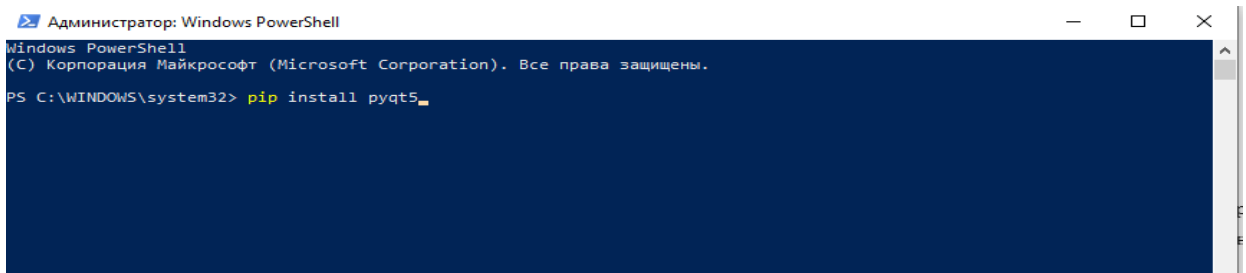 Администратор: Windows PowerShell
Windows PowerShell
(C) Корпорация Майкрософт (Microsoft Corporation). Все права защищены.
PS C:\WINDOWS\system32> pip install pyqt5